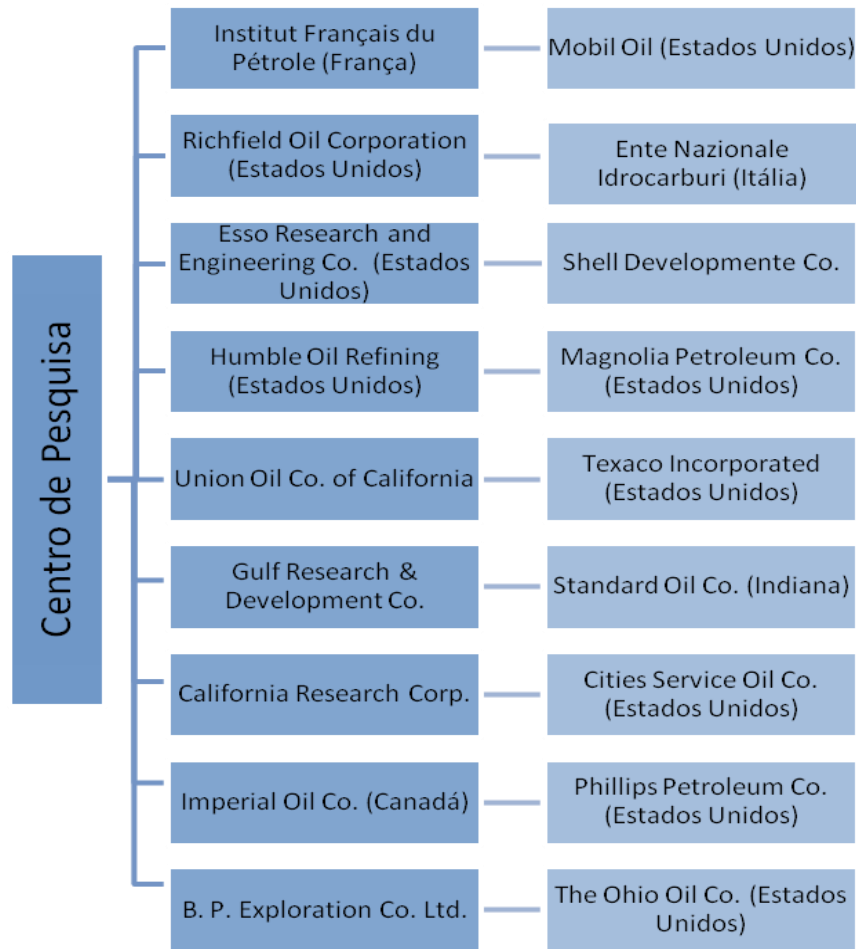 Centro de Pesquisa
Institut Français du
Pétrole (França)
Mobil Oil (Estados Unidos)
Richfield Oil Corporation
(Estados Unidos)
Ente Nazionale
Idrocarburi (Itália)
Esso Research and
Engineering Co. (Estados
Unidos)
Shell Developmente Co.
Humble Oil Refining
(Estados Unidos)
Magnolia Petroleum Co.
(Estados Unidos)
Union Oil Co. of California
Texaco Incorporated
(Estados Unidos)
Gulf Research &
Development Co.
Standard Oil Co. (Indiana)
California Research Corp.
Cities Service Oil Co.
(Estados Unidos)
Imperial Oil Co. (Canadá)
Phillips Petroleum Co.
(Estados Unidos)
B. P. Exploration Co. Ltd.
The Ohio Oil Co. (Estados
Unidos)